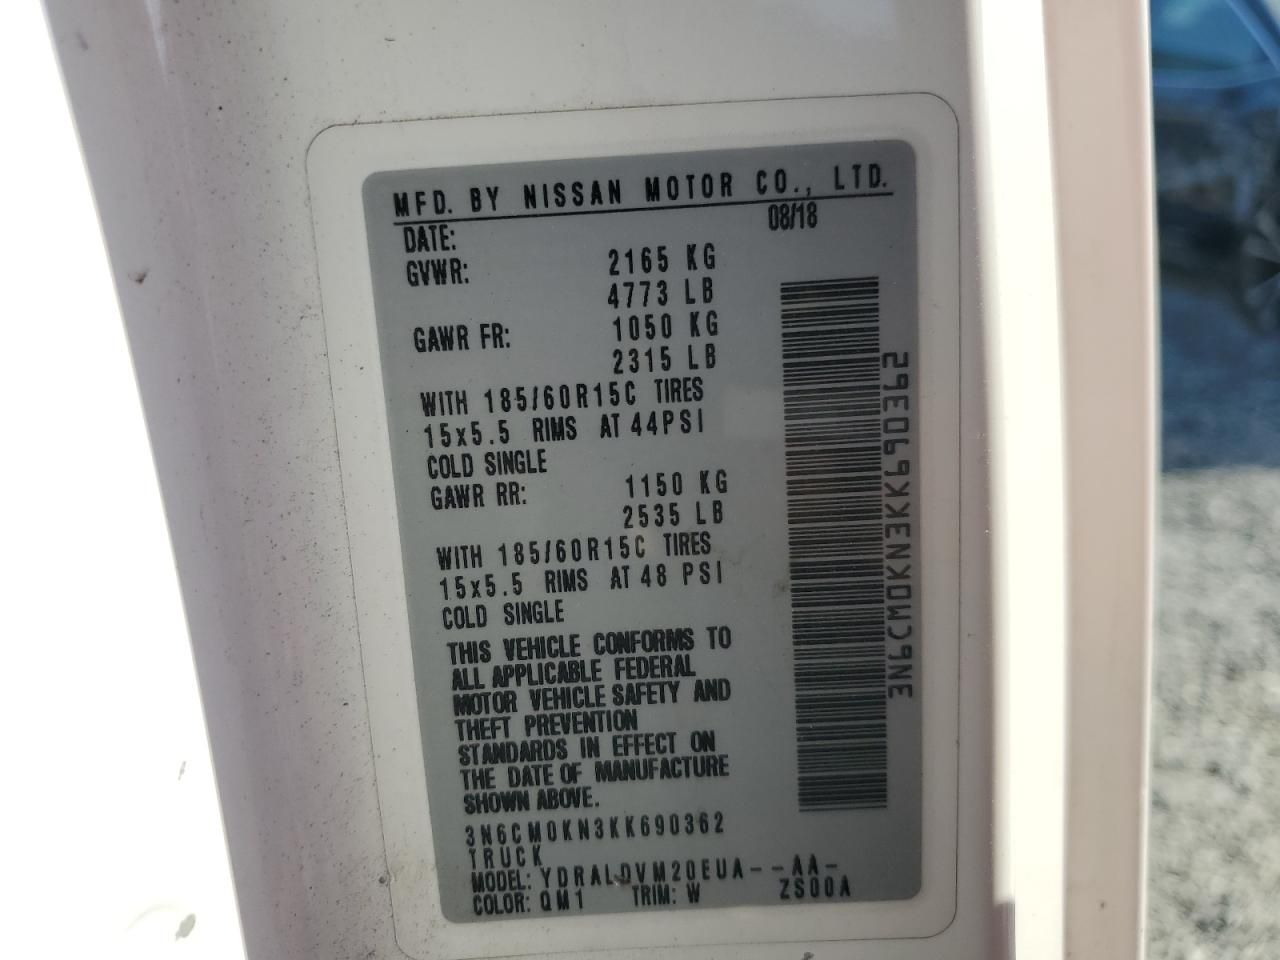 MFD. BY NISSAN MOTOR CO., LTD.
DATE: 08/18
GVWR: 2165 KG
4773 LB
GAWR FR: 1050 KG
2315 LB
WITH 185/60R15C TIRES
15x5.5 RIMS AT 44PSI
COLD SINGLE
GAWR RR: 1150 KG
2535 LB
WITH 185/60R15C TIRES
15x5.5 RIMS AT 48 PSI
COLD SINGLE
THIS VEHICLE CONFORMS TO
ALL APPLICABLE FEDERAL
MOTOR VEHICLE SAFETY AND
THEFT PREVENTION
STANDARDS IN EFFECT ON
THE DATE OF MANUFACTURE
SHOWN ABOVE.
3N6CM0KN3KK690362
TRUCK
MODEL: YDRALDVM20EUA--AA-
COLOR: QM1 TRIM: W ZS00A
3N6CM0KN3KK690362